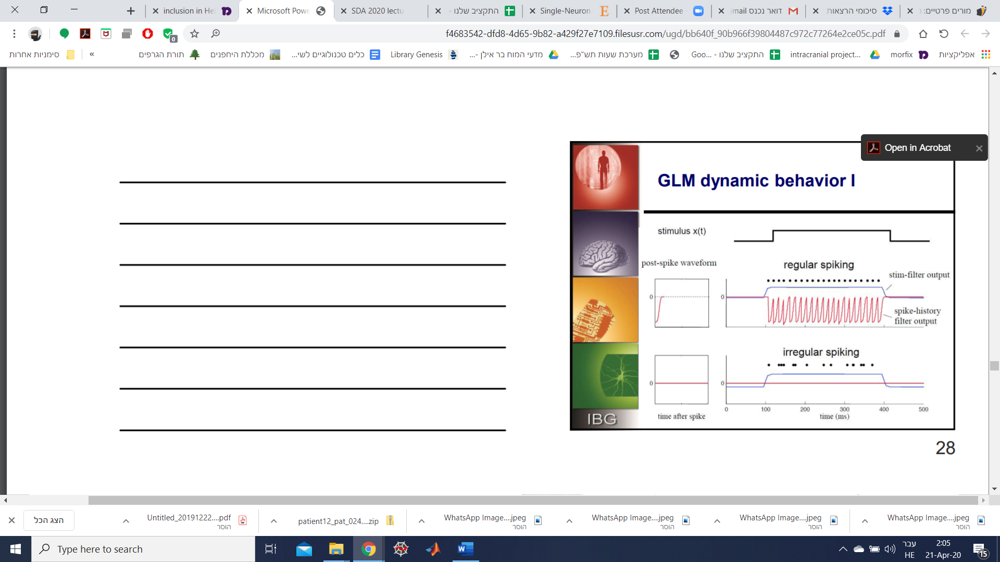 inclusion in He
Microsoft Powe
SDA 2020 lectu
התקציב שלנו -
Single-Neuron
Post Attendee -
דואר נכנס Gmail
סיכומי הרצאות
מורים פרטיים: כ
0
f4683542-dfd8-4d65-9b82-a429f27e7109.filesusr.com/ugd/bb640f_90b966f39804487c972c77264e2ce05c.pdf
סימניות אחרות
«
תורת הגרפים
מכללת היחפנים
כלים טכנולוגיים לשי...
Library Genesis
מדעי המוח בר אילן -...
מערכת שעות תש"פ...
Goo... - התקציב שלנו
intracranial project...
morfix
אפליקציות
Open in Acrobat
GLM dynamic behavior I
stimulus x(t)
post-spike waveform
regular spiking
stim-filter output
0
0
spike-history
filter output
irregular spiking
0
0
0 100 200 300 400 500
time after spike
time (ms)
IBG
28
הצג הכל
Untitled_20191222....pdf
הוסר
patient12_pat_024....zip
WhatsApp Image....jpeg
הוסר
WhatsApp Image....jpeg
הוסר
WhatsApp Image....jpeg
הוסר
WhatsApp Image....jpeg
הוסר
Type here to search
עבר
HE
2:05
21-Apr-20
15